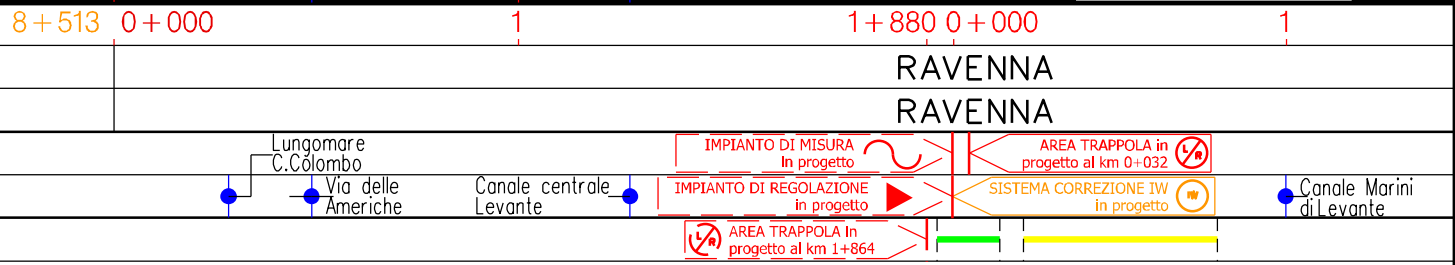 8+513 0+000 1 1+880 0+000 1
RAVENNA
RAVENNA
Lungomare
C.Colombo
IMPIANTO DI MISURA
In progetto
AREA TRAPPOLA in
progetto al km 0+032
L/R
Via delle
Americhe
Canale centrale
Levante
IMPIANTO DI REGOLAZIONE
in progetto
SISTEMA CORREZIONE IW
in progetto
IW
Canale Marini
di Levante
L/R
AREA TRAPPOLA In
progetto al km 1+864